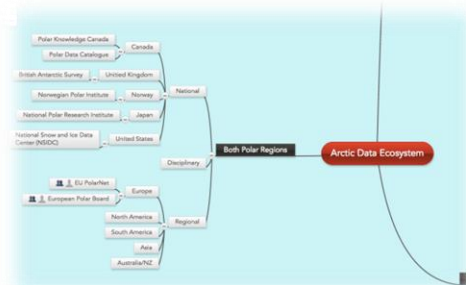 Polar Knowledge Canada
Polar Data Catalogue
Canada
British Antarctic Survey
Unitied Kingdom
Norwegian Polar Institute
Norway
National
National Polar Research Institute
Japan
National Snow and Ice Data
Center (NSIDC)
United States
Both Polar Regions
Arctic Data Ecosystem
Disciplinary
EU PolarNet
Europe
European Polar Board
North America
Regional
South America
Asia
Australia/NZ